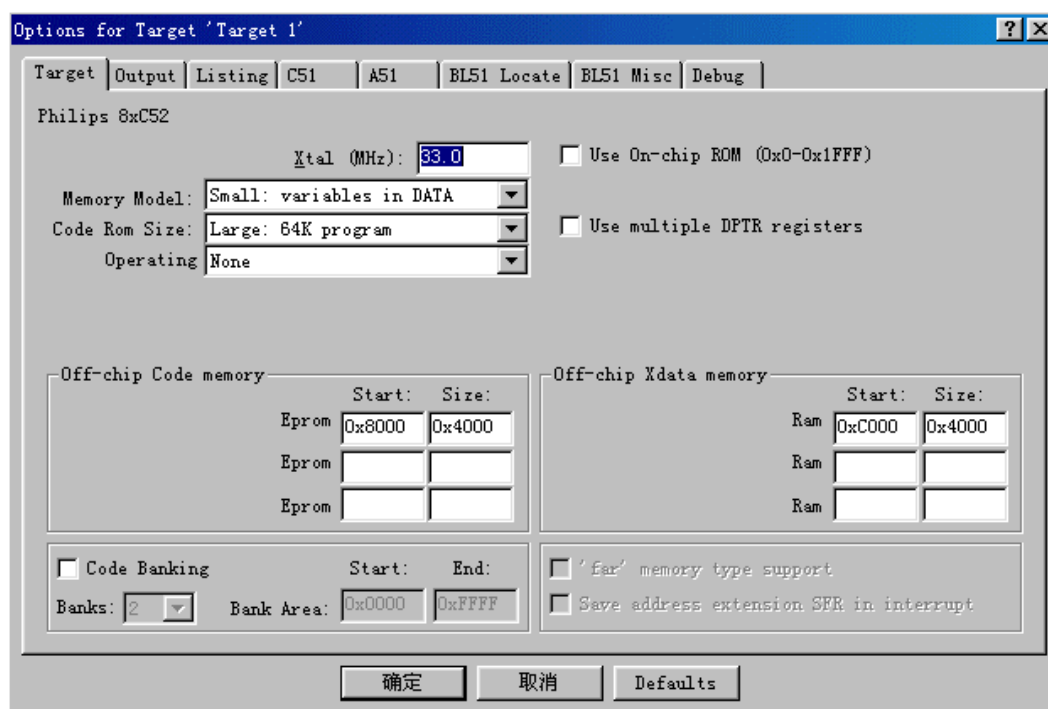 Options for Target 'Target 1'
Target Output Listing C51 A51 BL51 Locate BL51 Misc Debug
Philips 8xC52
Xtal (MHz): 33.0 Use On-chip ROM (0x0-0x1FFF)
Memory Model: Small: variables in DATA
Code Rom Size: Large: 64K program Use multiple DPTR registers
Operating None
Off-chip Code memory Off-chip Xdata memory
Start: Size: Start: Size:
Eprom 0x8000 0x4000 Ram 0xC000 0x4000
Eprom Ram
Eprom Ram
Code Banking Start: End: 'far' memory type support
Banks: 2 Bank Area: 0x0000 0xFFFF Save address extension SFR in interrupt
确定 取消 Defaults